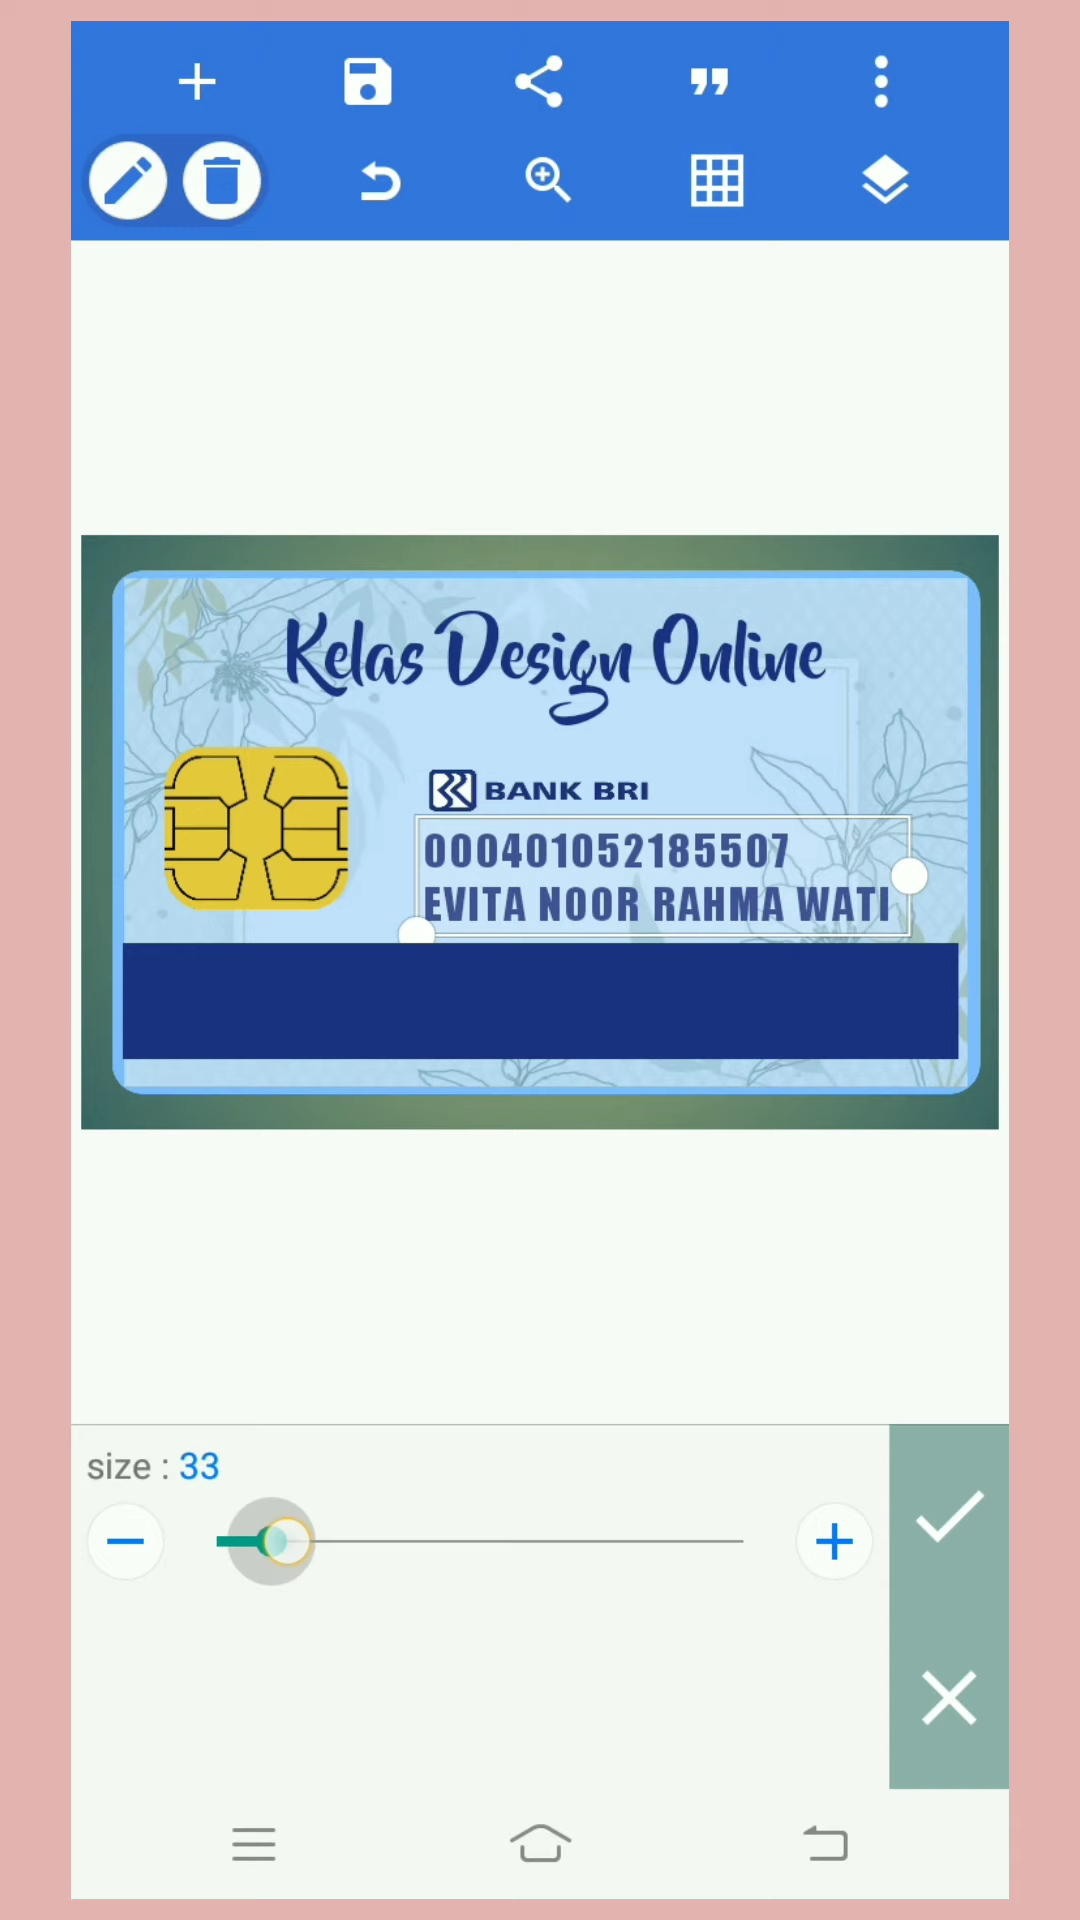 Kelas Design Online
BANK BRI
000401052185507
EVITA NOOR RAHMA WATI
size : 33